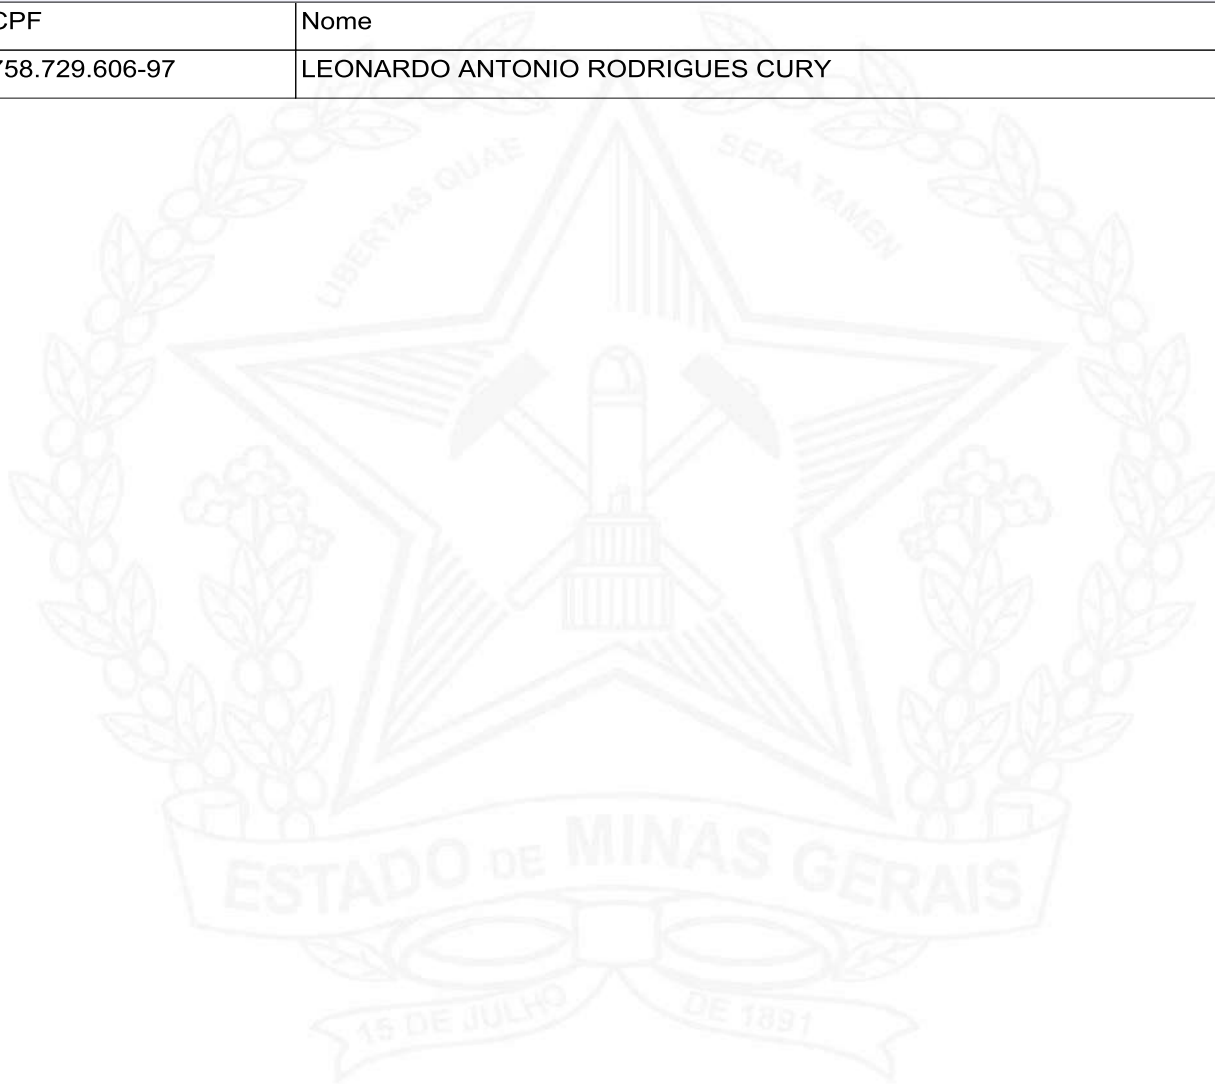 CPF Nome
758.729.606-97 LEONARDO ANTONIO RODRIGUES CURY
LIBERTAS QUAE SERA TAMEN
ESTADO DE MINAS GERAIS
15 DE JULHO DE 1891